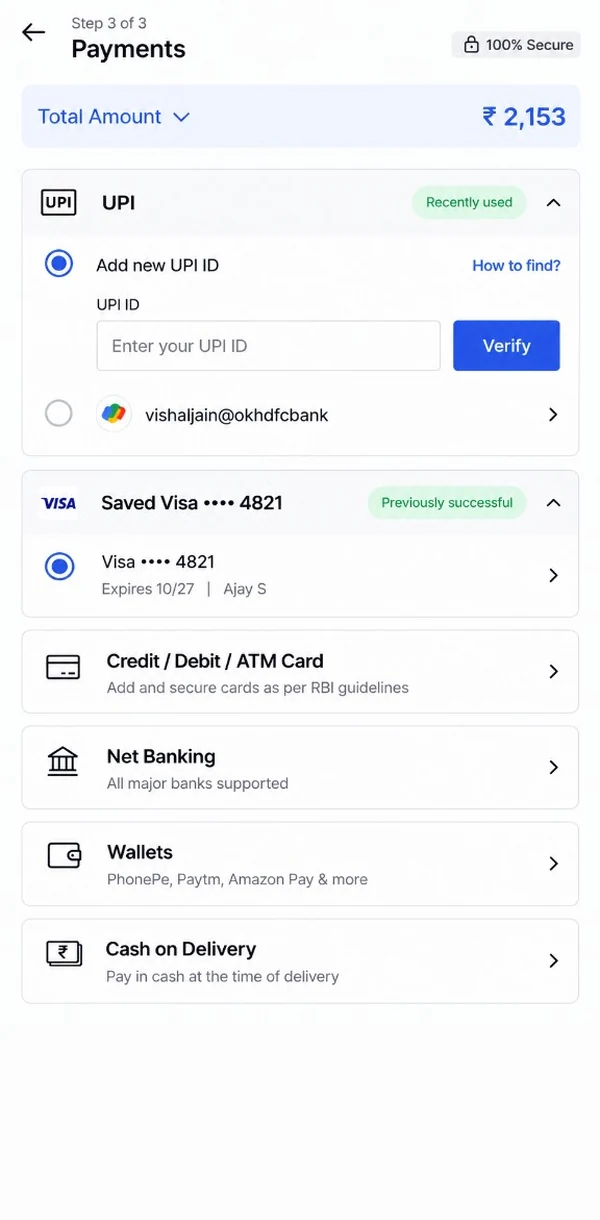 Step 3 of 3
Payments
100% Secure
Total Amount
₹ 2,153
UPI
UPI
Recently used
Add new UPI ID
How to find?
UPI ID
Enter your UPI ID
Verify
vishaljain@okhdfcbank
VISA
Saved Visa •••• 4821
Previously successful
Visa •••• 4821
Expires 10/27 | Ajay S
Credit / Debit / ATM Card
Add and secure cards as per RBI guidelines
Net Banking
All major banks supported
Wallets
PhonePe, Paytm, Amazon Pay & more
₹
Cash on Delivery
Pay in cash at the time of delivery